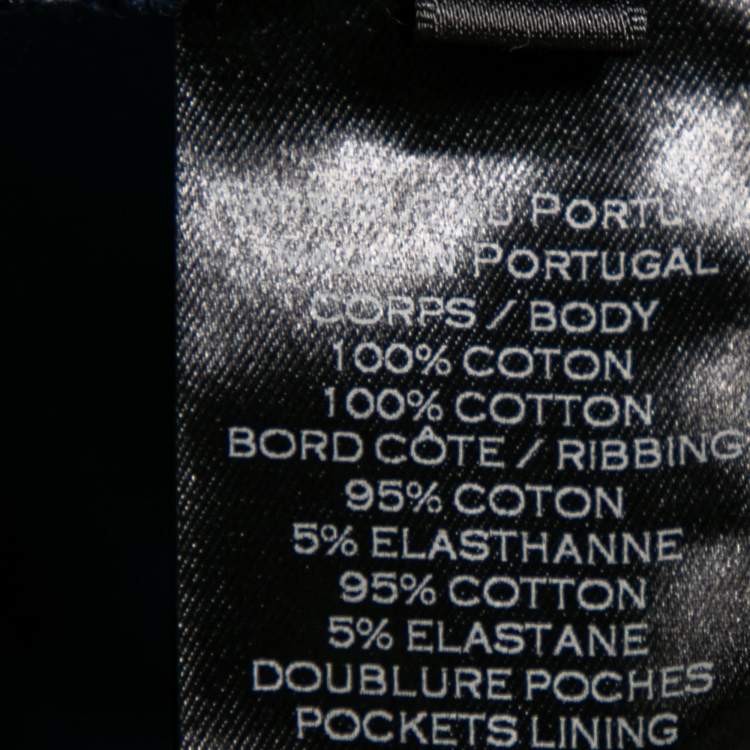 PORTU
PORTUGAL
CORPS / BODY
100% COTON
100% COTTON
BORD CÔTE / RIBBING
95% COTON
5% ELASTHANNE
95% COTTON
5% ELASTANE
DOUBLURE POCHES
POCKETS LINING